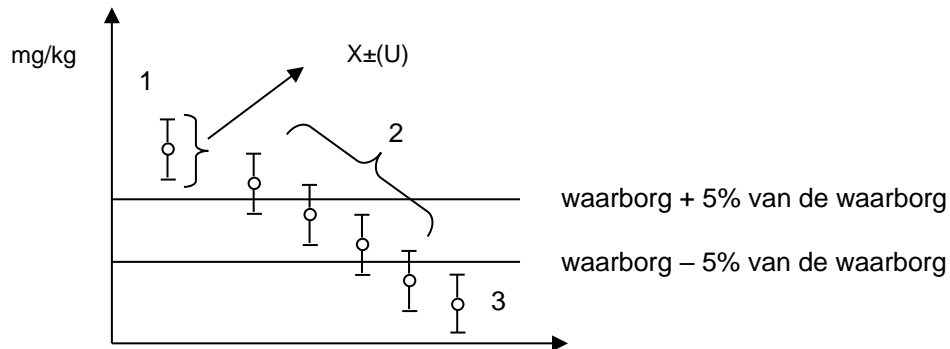 mg/kg
X±(U)
1
2
waarborg + 5% van de waarborg
waarborg – 5% van de waarborg
3